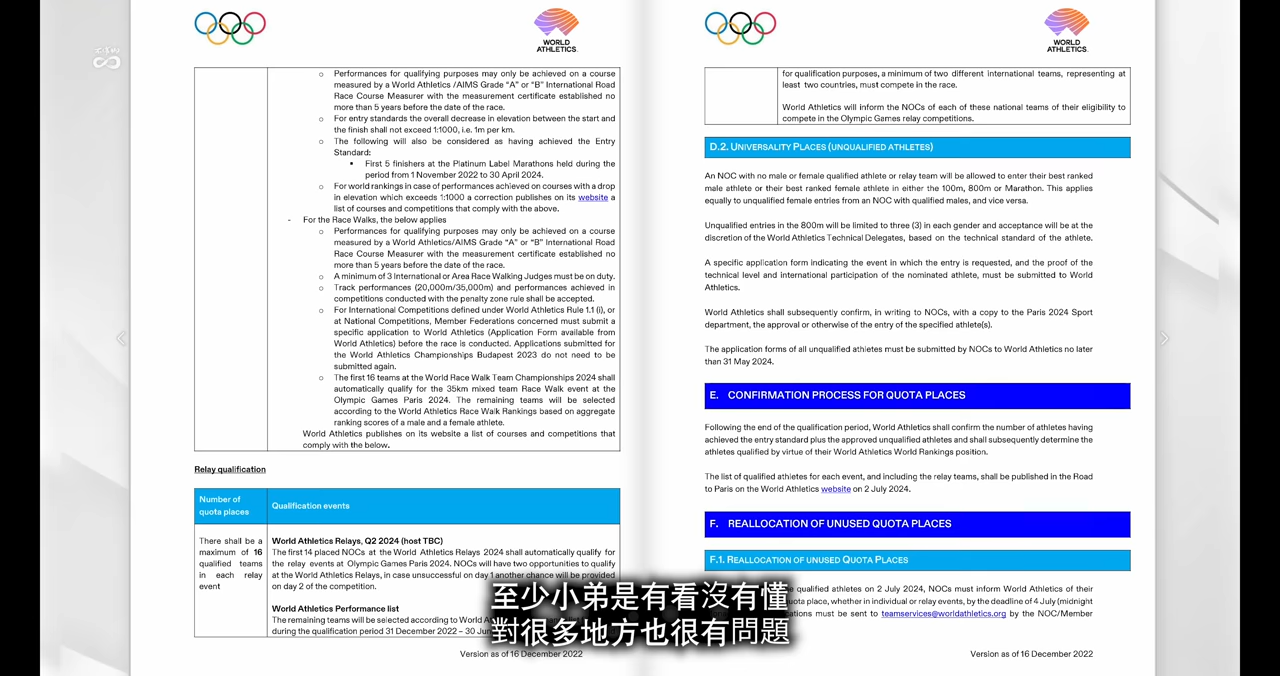 WORLD
ATHLETICS.
o Performances for qualifying purposes may only be achieved on a course
measured by a World Athletics /AIMS Grade “A” or “B” International Road
Race Course Measurer with the measurement certificate established no
more than 5 years before the date of the race.
o For entry standards the overall decrease in elevation between the start and
the finish shall not exceed 1:1000, i.e. 1m per km.
o The following will also be considered as having achieved the Entry
Standard:
▪ First 5 finishers at the Platinum Label Marathons held during the
period from 1 November 2022 to 30 April 2024.
o For world rankings in case of performances achieved on courses with a drop
in elevation which exceeds 1:1000 a correction publishes on its website a
list of courses and competitions that comply with the above.
- For the Race Walks, the below applies
o Performances for qualifying purposes may only be achieved on a course
measured by a World Athletics/AIMS Grade “A” or “B” International Road
Race Course Measurer with the measurement certificate established no
more than 5 years before the date of the race.
o A minimum of 3 International or Area Race Walking Judges must be on duty.
o Track performances (20,000m/35,000m) and performances achieved in
competitions conducted with the penalty zone rule shall be accepted.
o For International Competitions defined under World Athletics Rule 1.1 (i), or
at National Competitions, Member Federations concerned must submit a
specific application to World Athletics (Application Form available from
World Athletics) before the race is conducted. Applications submitted for
the World Athletics Championships Budapest 2023 do not need to be
submitted again.
o The first 16 teams at the World Race Walk Team Championships 2024 shall
automatically qualify for the 35km mixed team Race Walk event at the
Olympic Games Paris 2024. The remaining teams will be selected
according to the World Athletics Race Walk Rankings based on aggregate
ranking scores of a male and a female athlete.
World Athletics publishes on its website a list of courses and competitions that
comply with the below.
Relay qualification
Number of
quota places
Qualification events
There shall be a
maximum of 16
qualified teams
in each relay
event
World Athletics Relays, Q2 2024 (host TBC)
The first 14 placed NOCs at the World Athletics Relays 2024 shall automatically qualify for
the relay events at Olympic Games Paris 2024. NOCs will have two opportunities to qualify
at the World Athletics Relays, in case unsuccessful on day 1 another chance will be provided
on day 2 of the competition.
World Athletics Performance list
The remaining teams will be selected according to World
during the qualification period 31 December 2022 – 30 Jun
Version as of 16 December 2022
WORLD
ATHLETICS.
for qualification purposes, a minimum of two different international teams, representing at
least two countries, must compete in the race.
World Athletics will inform the NOCs of each of these national teams of their eligibility to
compete in the Olympic Games relay competitions.
D.2. UNIVERSALITY PLACES (UNQUALIFIED ATHLETES)
An NOC with no male or female qualified athlete or relay team will be allowed to enter their best ranked
male athlete or their best ranked female athlete in either the 100m, 800m or Marathon. This applies
equally to unqualified female entries from an NOC with qualified males, and vice versa.
Unqualified entries in the 800m will be limited to three (3) in each gender and acceptance will be at the
discretion of the World Athletics Technical Delegates, based on the technical standard of the athlete.
A specific application form indicating the event in which the entry is requested, and the proof of the
technical level and international participation of the nominated athlete, must be submitted to World
Athletics.
World Athletics shall subsequently confirm, in writing to NOCs, with a copy to the Paris 2024 Sport
department, the approval or otherwise of the entry of the specified athlete(s).
The application forms of all unqualified athletes must be submitted by NOCs to World Athletics no later
than 31 May 2024.
E. CONFIRMATION PROCESS FOR QUOTA PLACES
Following the end of the qualification period, World Athletics shall confirm the number of athletes having
achieved the entry standard plus the approved unqualified athletes and shall subsequently determine the
athletes qualified by virtue of their World Athletics World Rankings position.
The list of qualified athletes for each event, and including the relay teams, shall be published in the Road
to Paris on the World Athletics website on 2 July 2024.
F. REALLOCATION OF UNUSED QUOTA PLACES
F.1. REALLOCATION OF UNUSED QUOTA PLACES
qualified athletes on 2 July 2024, NOCs must inform World Athletics of their
quota place, whether in individual or relay events, by the deadline of 4 July (midnight
must be sent to teamservices@worldathletics.org by the NOC/Member
Version as of 16 December 2022
至少小弟是有看沒有懂
對很多地方也很有問題